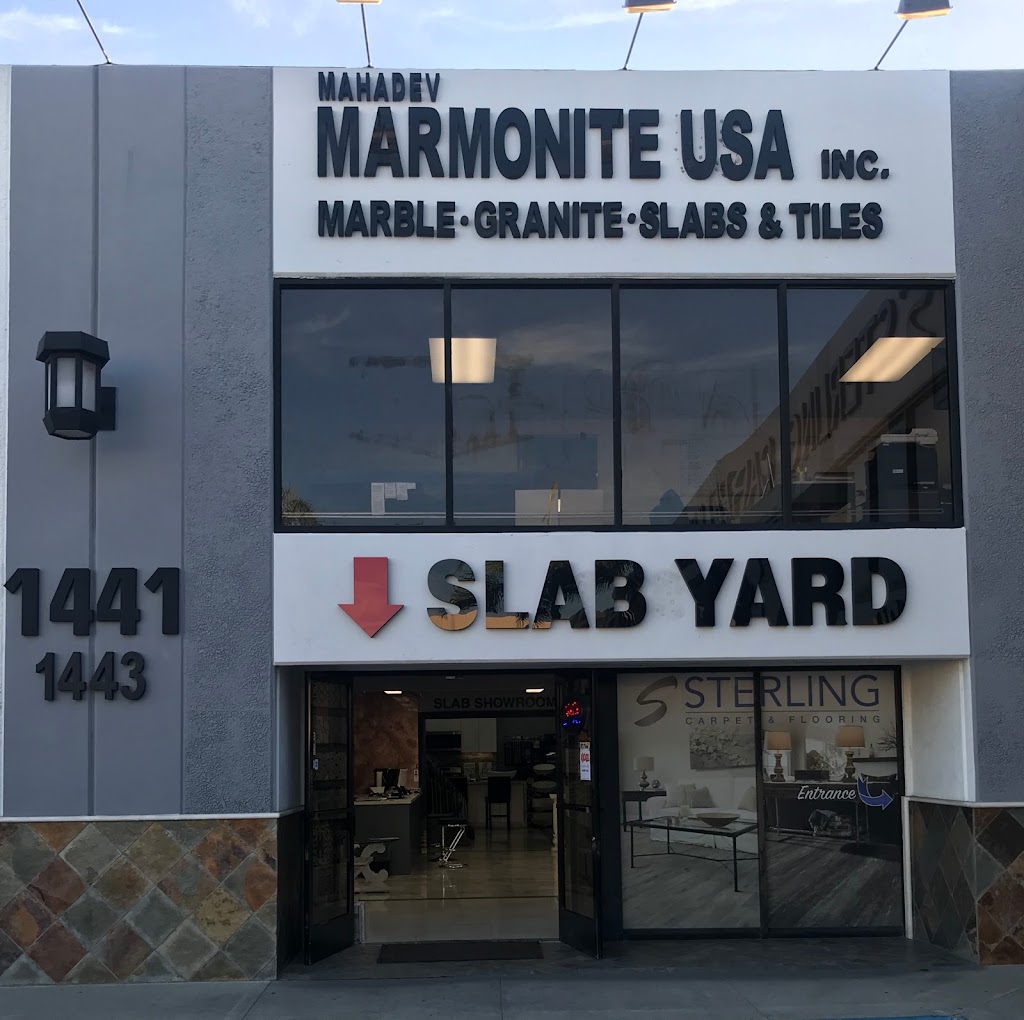 MAHADEV
MARMONITE USA INC.
MARBLE·GRANITE·SLABS & TILES
SLAB YARD
1441
1443
SLAB SHOWROOM
S STERLING
CARPET & FLOORING
Entrance